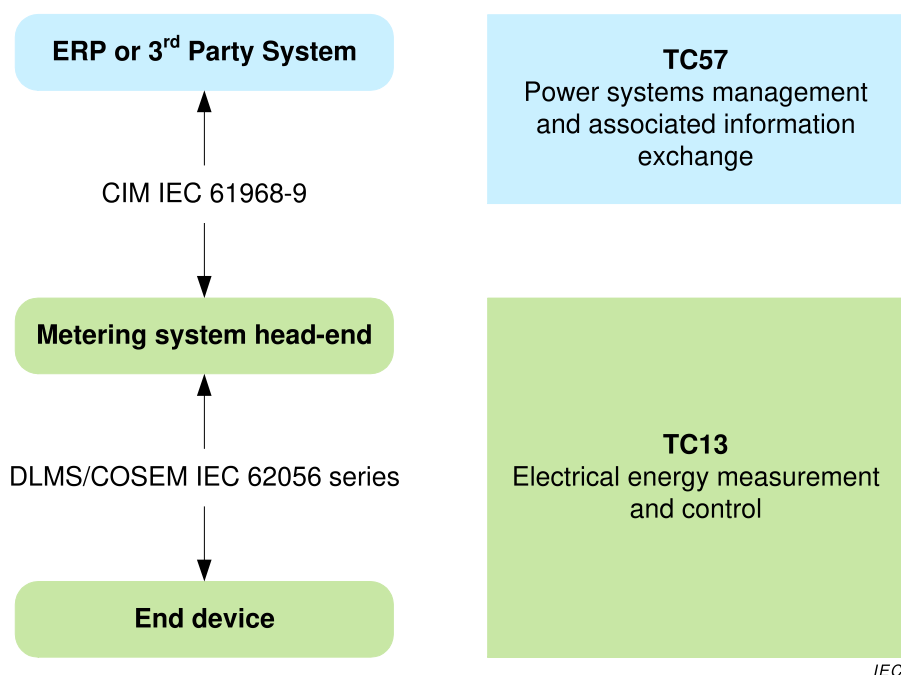 ERP or 3rd Party System
CIM IEC 61968-9
Metering system head-end
DLMS/COSEM IEC 62056 series
End device
TC57
Power systems management
and associated information
exchange
TC13
Electrical energy measurement
and control
IEC